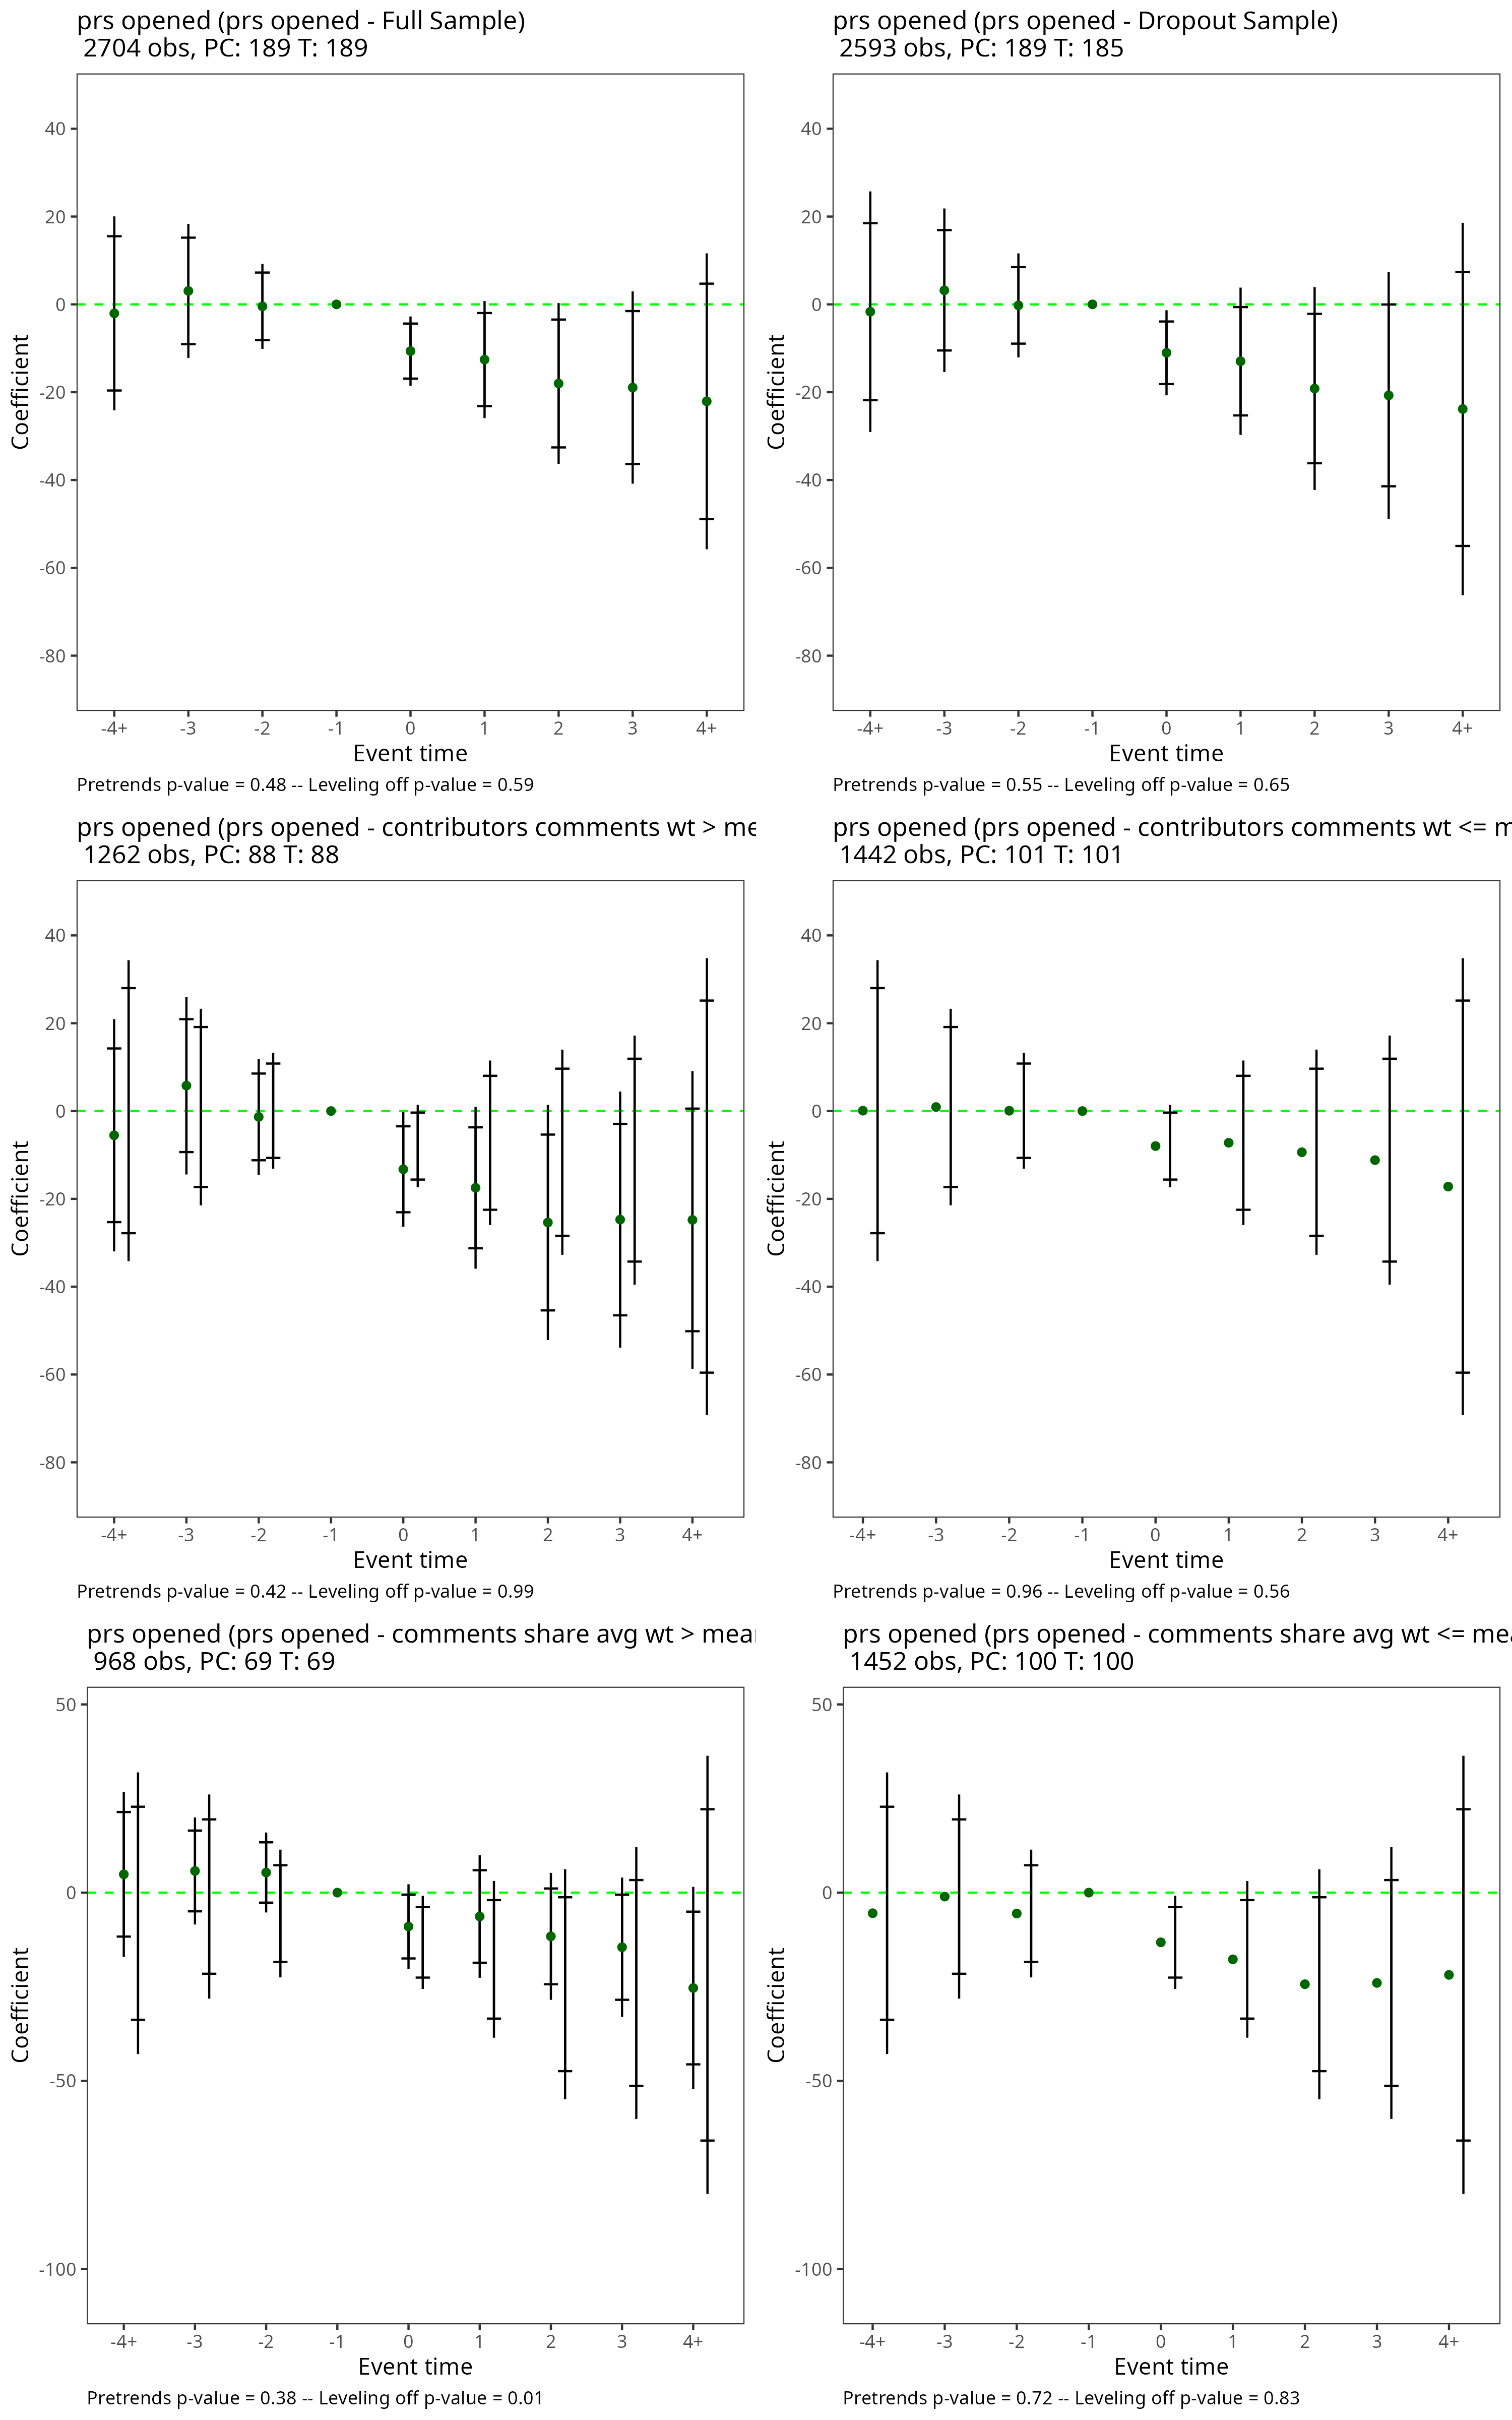 prs opened (prs opened - Full Sample)
2704 obs, PC: 189 T: 189
40
20
0
-20
-40
-60
-80
Coefficient
-4+ -3 -2 -1 0 1 2 3 4+
Event time
Pretrends p-value = 0.48 -- Leveling off p-value = 0.59
prs opened (prs opened - Dropout Sample)
2593 obs, PC: 189 T: 185
40
20
0
-20
-40
-60
-80
Coefficient
-4+ -3 -2 -1 0 1 2 3 4+
Event time
Pretrends p-value = 0.55 -- Leveling off p-value = 0.65
prs opened (prs opened - contributors comments wt > me
1262 obs, PC: 88 T: 88
40
20
0
-20
-40
-60
-80
Coefficient
-4+ -3 -2 -1 0 1 2 3 4+
Event time
Pretrends p-value = 0.42 -- Leveling off p-value = 0.99
prs opened (prs opened - contributors comments wt <= m
1442 obs, PC: 101 T: 101
40
20
0
-20
-40
-60
-80
Coefficient
-4+ -3 -2 -1 0 1 2 3 4+
Event time
Pretrends p-value = 0.96 -- Leveling off p-value = 0.56
prs opened (prs opened - comments share avg wt > mea
968 obs, PC: 69 T: 69
50
0
-50
-100
Coefficient
-4+ -3 -2 -1 0 1 2 3 4+
Event time
Pretrends p-value = 0.38 -- Leveling off p-value = 0.01
prs opened (prs opened - comments share avg wt <= me
1452 obs, PC: 100 T: 100
50
0
-50
-100
Coefficient
-4+ -3 -2 -1 0 1 2 3 4+
Event time
Pretrends p-value = 0.72 -- Leveling off p-value = 0.83